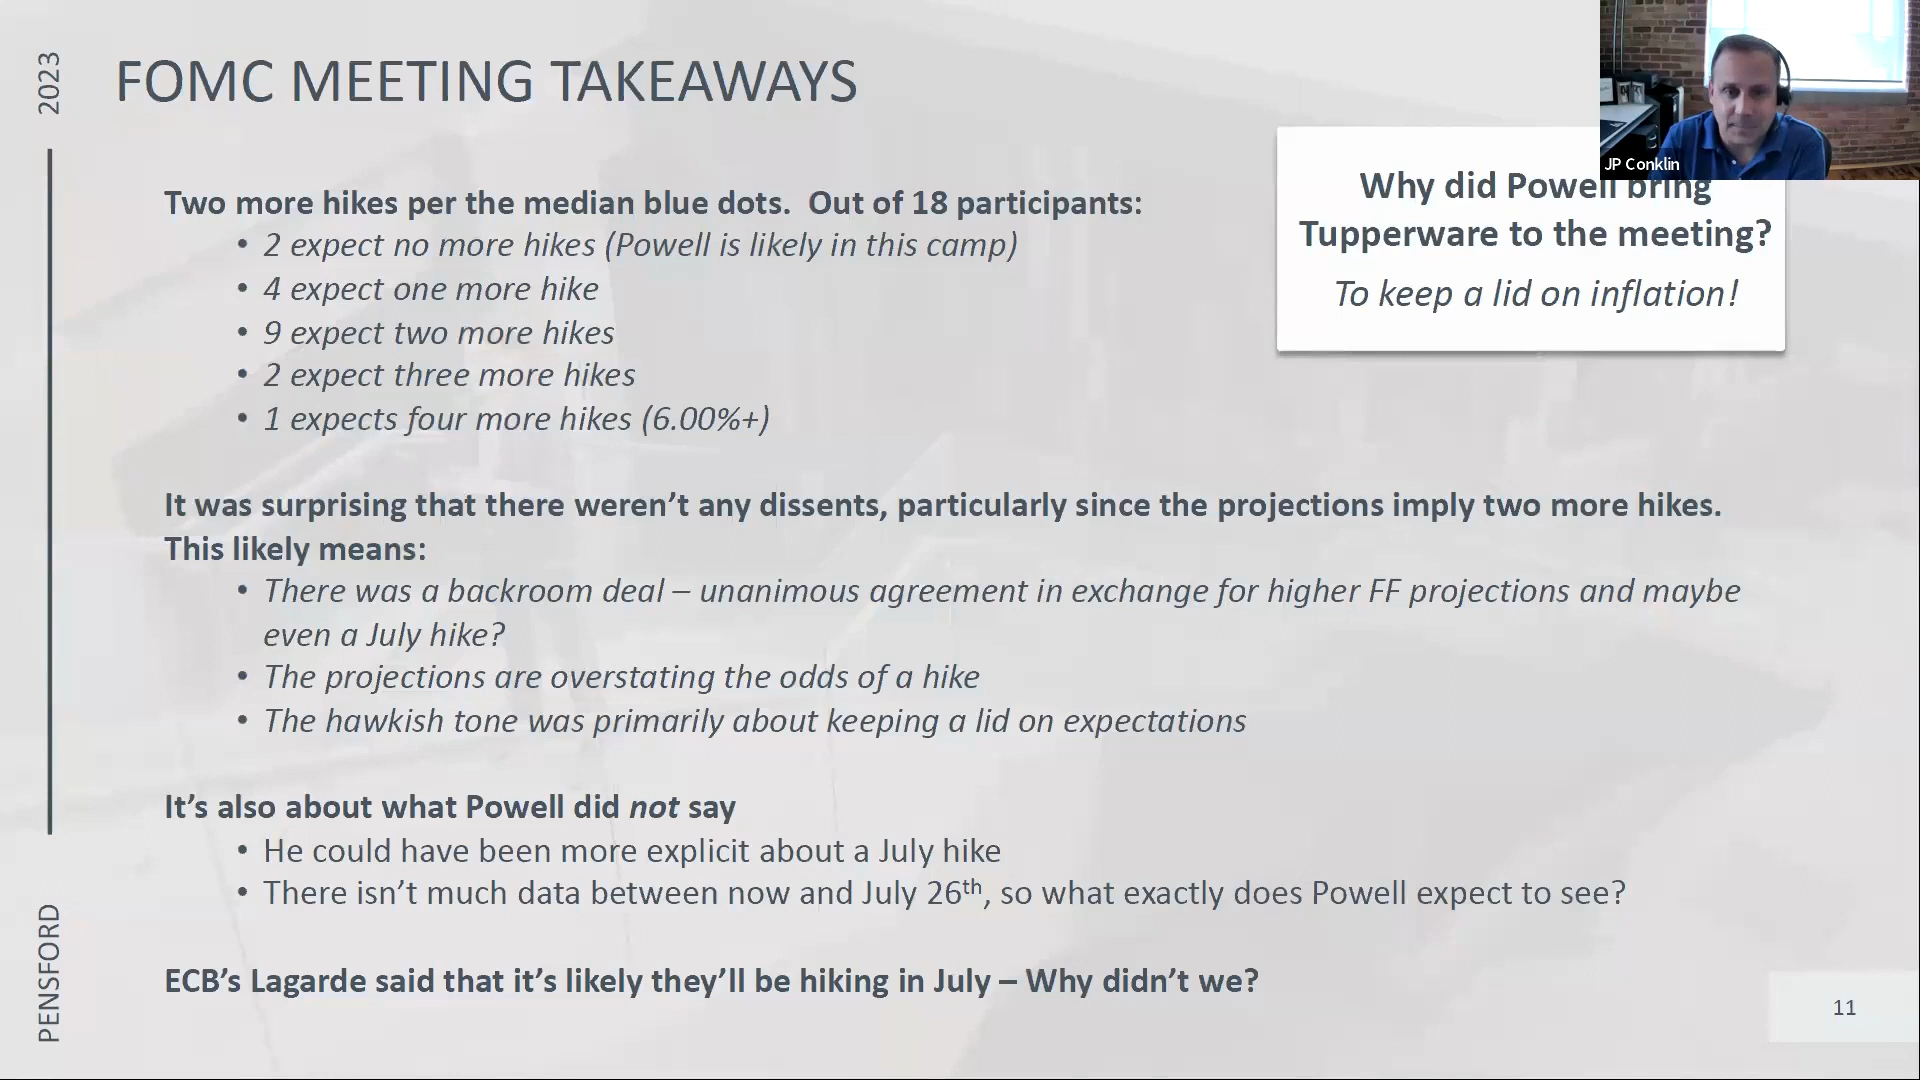 2023
FOMC MEETING TAKEAWAYS
JP Conklin
Why did Powell bring
Tupperware to the meeting?
To keep a lid on inflation!
Two more hikes per the median blue dots. Out of 18 participants:
• 2 expect no more hikes (Powell is likely in this camp)
• 4 expect one more hike
• 9 expect two more hikes
• 2 expect three more hikes
• 1 expects four more hikes (6.00%+)
It was surprising that there weren’t any dissents, particularly since the projections imply two more hikes.
This likely means:
• There was a backroom deal – unanimous agreement in exchange for higher FF projections and maybe
even a July hike?
• The projections are overstating the odds of a hike
• The hawkish tone was primarily about keeping a lid on expectations
It’s also about what Powell did not say
• He could have been more explicit about a July hike
• There isn’t much data between now and July 26th, so what exactly does Powell expect to see?
ECB’s Lagarde said that it’s likely they’ll be hiking in July – Why didn’t we?
PENSFORD
11